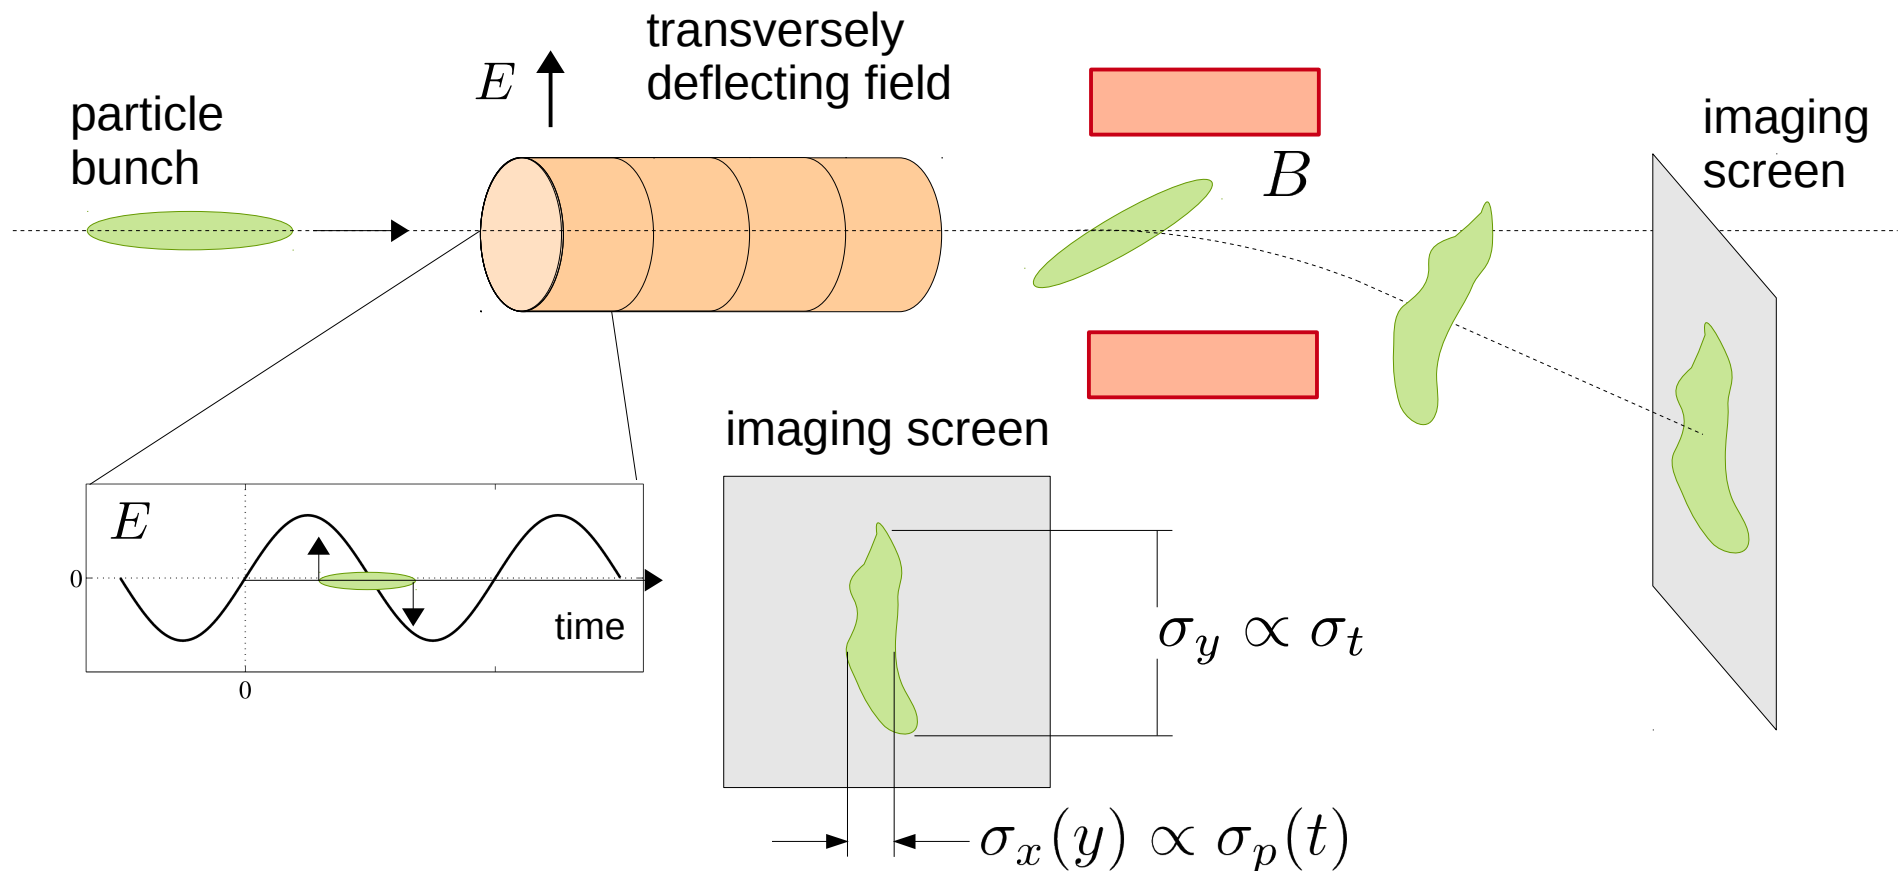 particle
bunch
E
transversely
deflecting field
B
imaging
screen
E
0
time
0
imaging screen
σ_y ∝ σ_t
σ_x(y) ∝ σ_p(t)